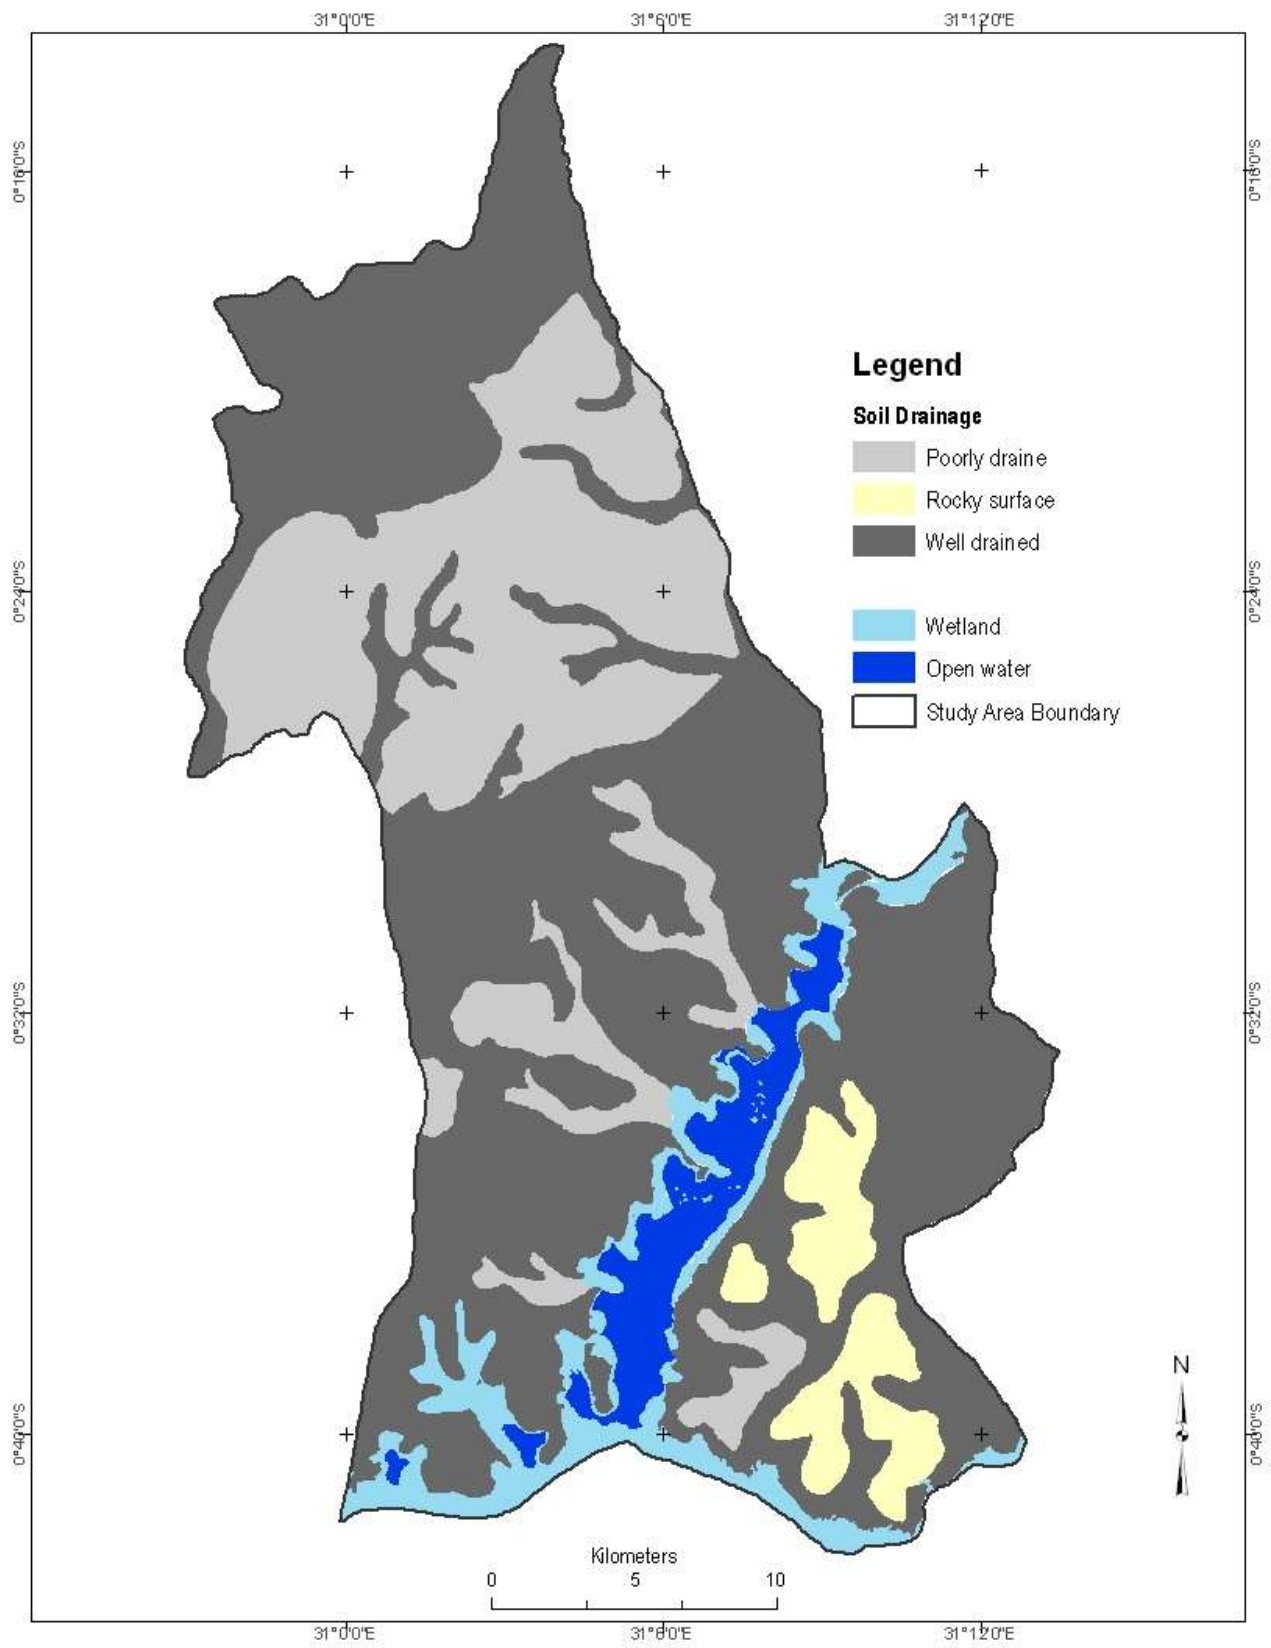 31°0'0"E 31°6'0"E 31°12'0"E
0°16'0"S 0°16'0"S
Legend
Soil Drainage
Poorly draine
Rocky surface
Well drained
0°24'0"S 0°24'0"S
Wetland
Open water
Study Area Boundary
0°32'0"S 0°32'0"S
N
0°40'0"S 0°40'0"S
Kilometers
0 5 10
31°0'0"E 31°6'0"E 31°12'0"E